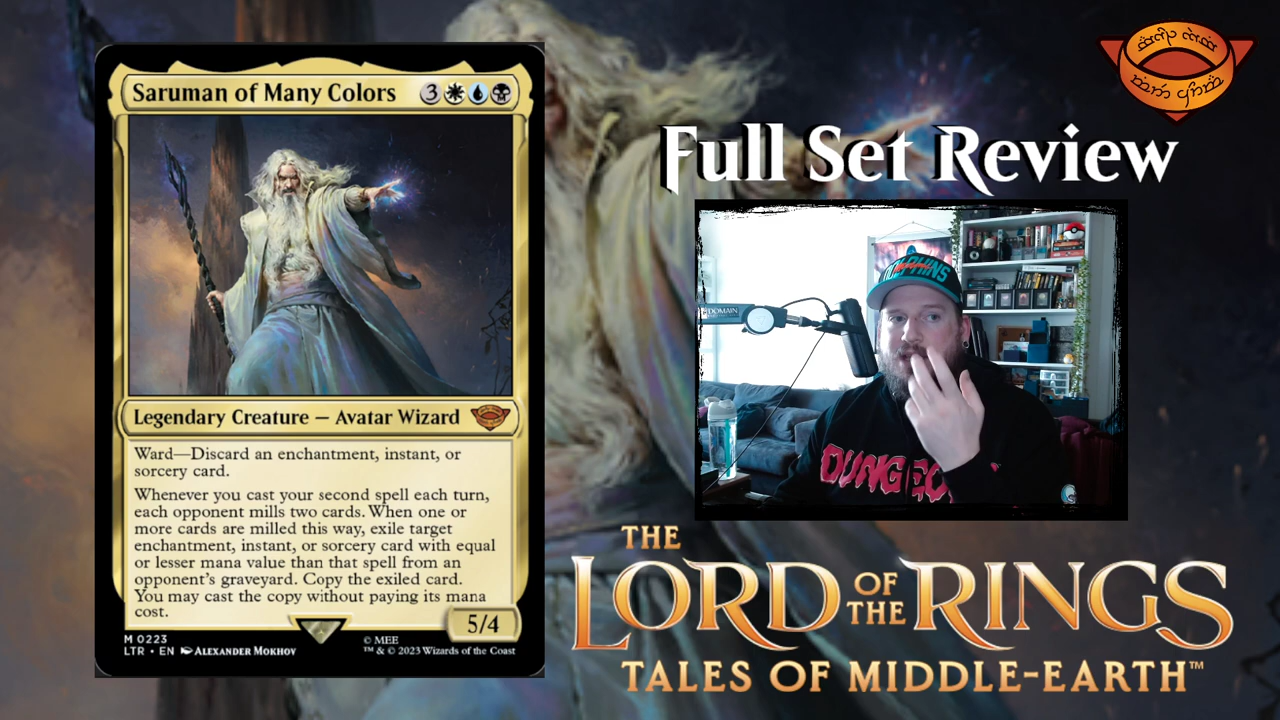 Saruman of Many Colors 3
Legendary Creature — Avatar Wizard
Ward—Discard an enchantment, instant, or
sorcery card.
Whenever you cast your second spell each turn,
each opponent mills two cards. When one or
more cards are milled this way, exile target
enchantment, instant, or sorcery card with equal
or lesser mana value than that spell from an
opponent's graveyard. Copy the exiled card.
You may cast the copy without paying its mana
cost.
5/4
M 0223
LTR • EN ALEXANDER MOKHOV
© MEE
™ & © 2023 Wizards of the Coast
Full Set Review
DOLPHINS
DOMAIN
THE
LORD OF THE RINGS
TALES OF MIDDLE-EARTH™